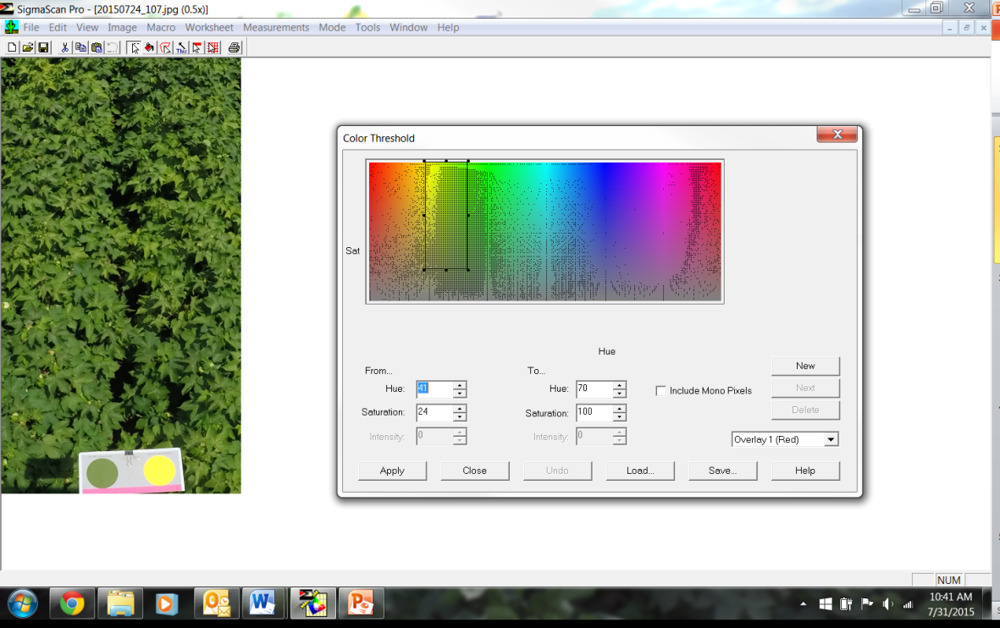 SigmaScan Pro - [20150724_107.jpg (0.5x)]
File Edit View Image Macro Worksheet Measurements Mode Tools Window Help
Color Threshold
Sat
Hue
From...
To...
Hue: 41
Hue: 70
Include Mono Pixels
Saturation: 24
Saturation: 100
Intensity: 0
Intensity: 0
New
Next
Delete
Overlay 1 (Red)
Apply Close Undo Load... Save... Help
NUM
10:41 AM
7/31/2015